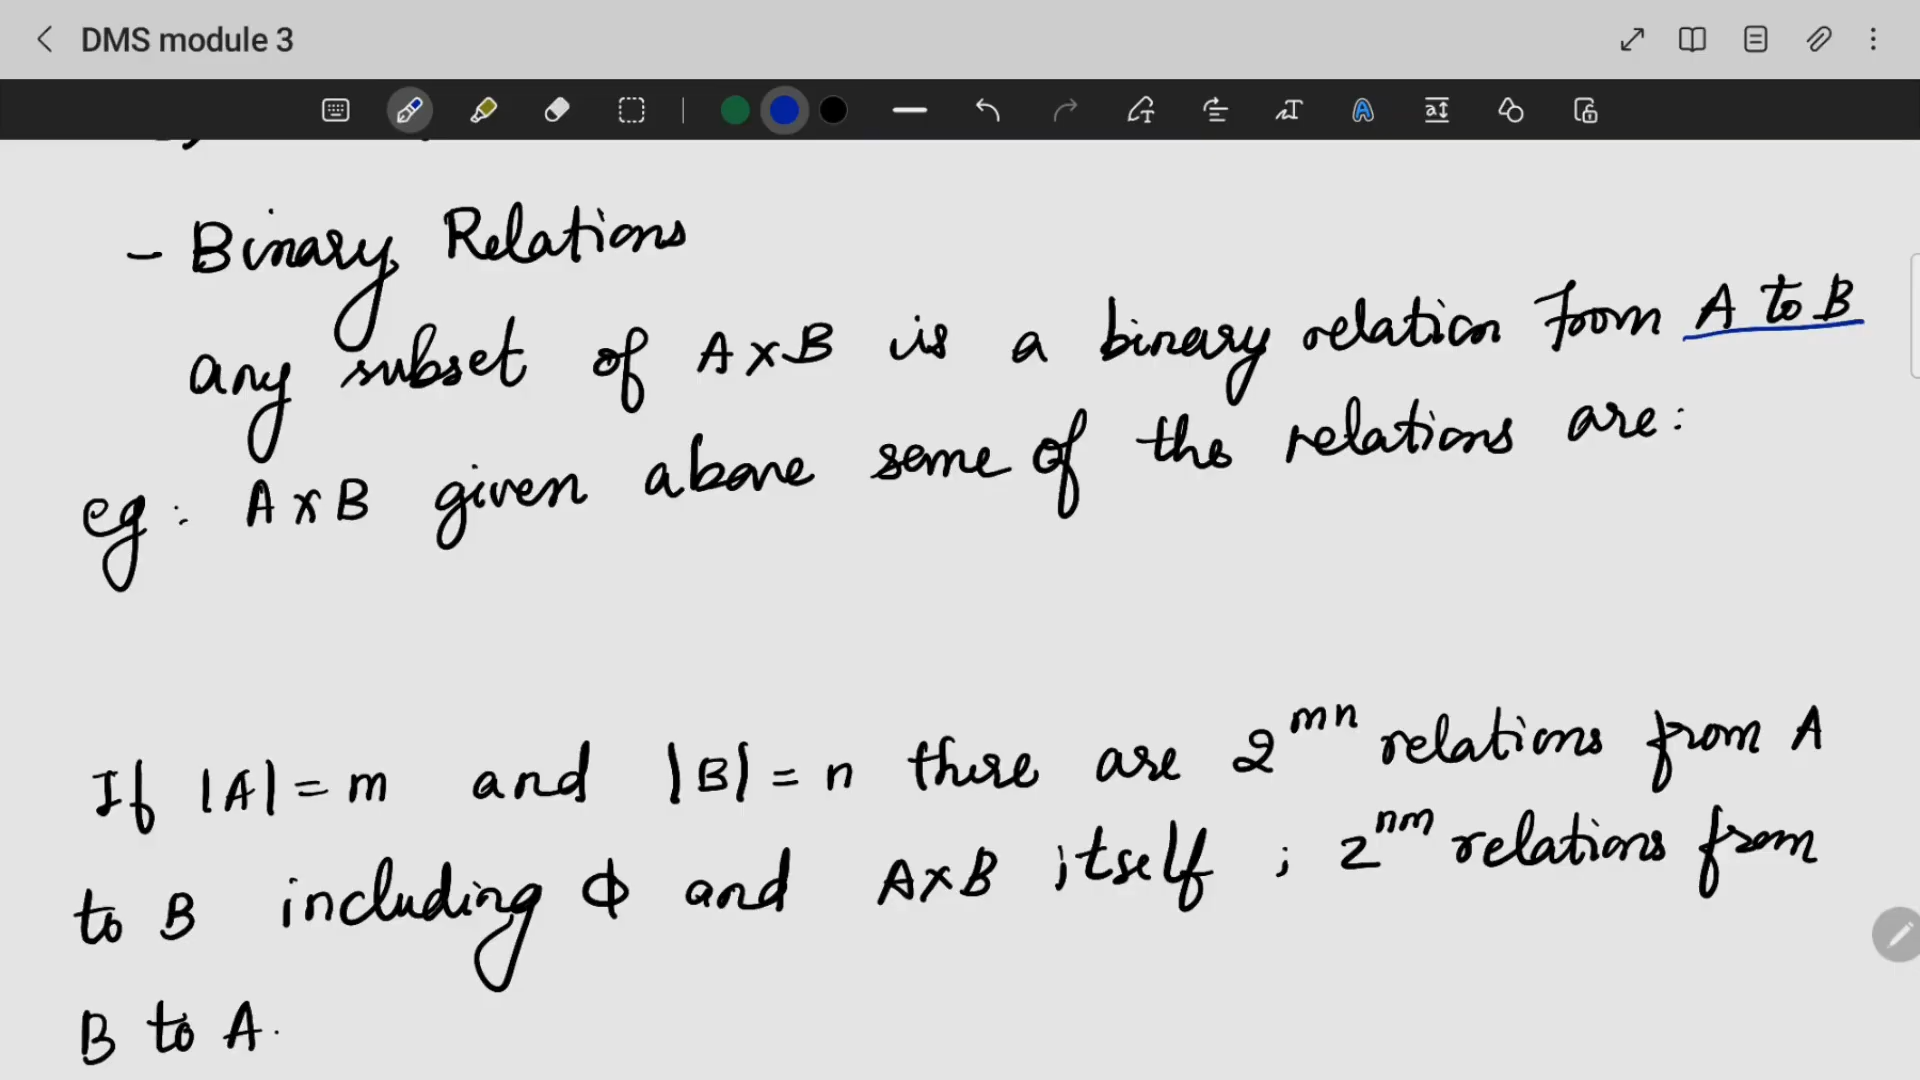 DMS module 3
- Binary Relations
any subset of A×B is a binary relation from A to B
eg: A×B given above some of the relations are:
If |A| = m and |B| = n there are 2^mn relations from A
to B including Φ and A×B itself ; 2^nm relations from
B to A.